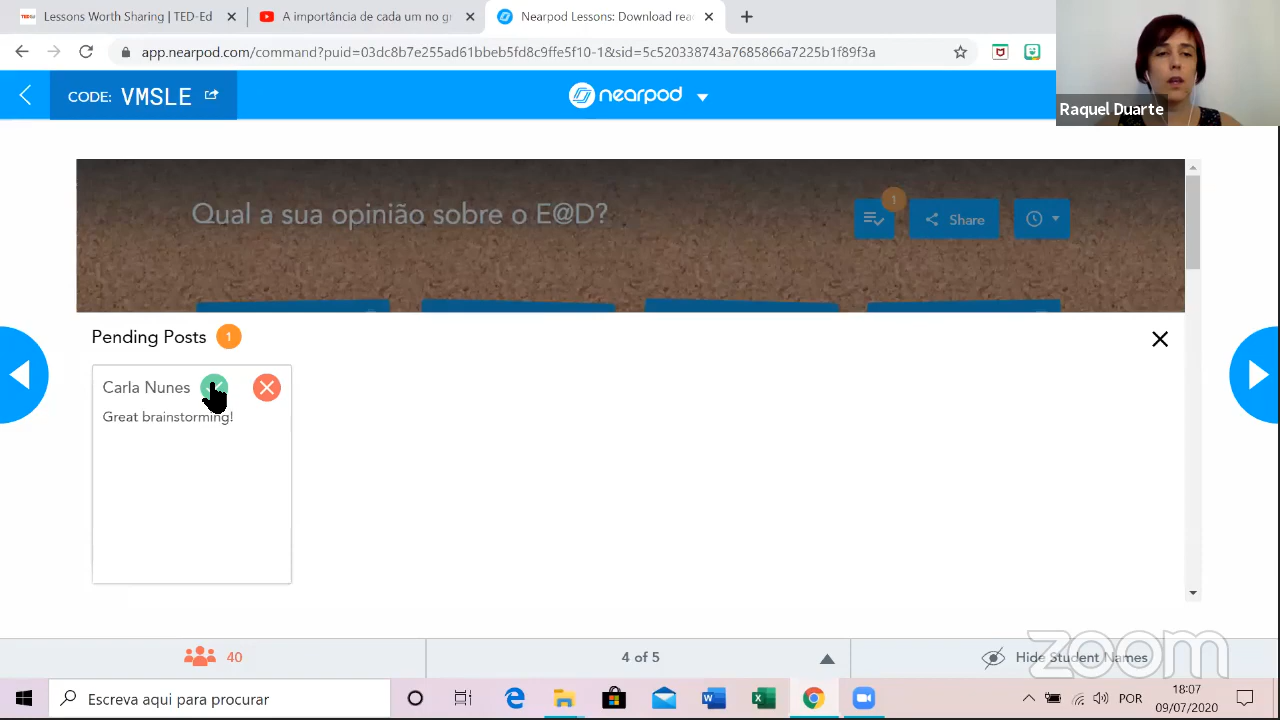 Lessons Worth Sharing | TED-Ed
A importância de cada um no gr
Nearpod Lessons: Download rea
app.nearpod.com/command?puid=03dc8b7e255ad61bbeb5fd8c9ffe5f10-1&sid=5c520338743a7685866a7225b1f89f3a
CODE: VMSLE
nearpod
Raquel Duarte
Qual a sua opinião sobre o E@D?
1
Share
Pending Posts 1
Carla Nunes
Great brainstorming!
40
4 of 5
Hide Student Names
zoom
Escreva aqui para procurar
POR
18:07
09/07/2020